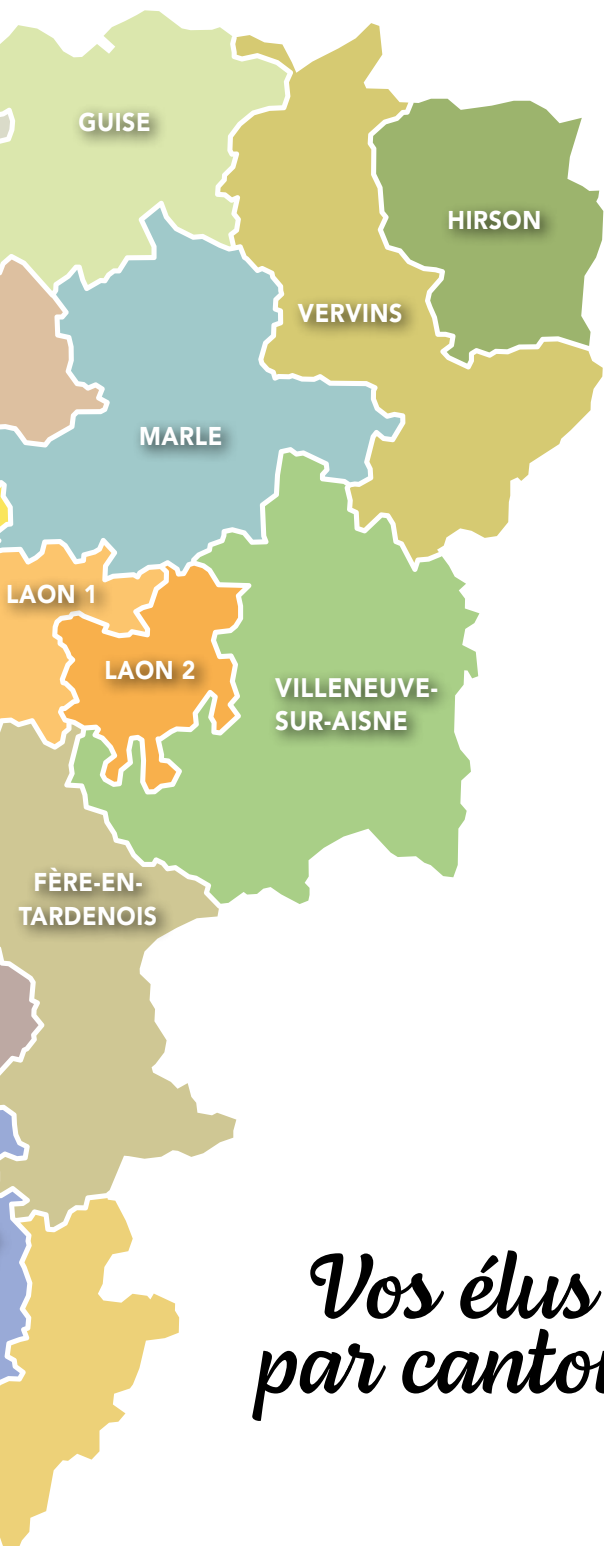 GUISE
HIRSON
VERVINS
MARLE
LAON 1
LAON 2
VILLENEUVE-
SUR-AISNE
FÈRE-EN-
TARDENOIS
Vos élus
par canto